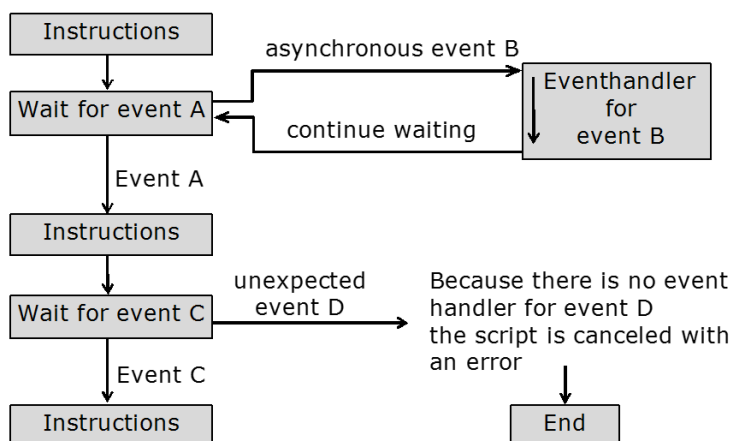 Instructions
asynchronous event B
Wait for event A
Eventhandler
for
event B
continue waiting
Event A
Instructions
unexpected
event D
Wait for event C
Because there is no event
handler for event D
the script is canceled with
an error
Event C
Instructions
End